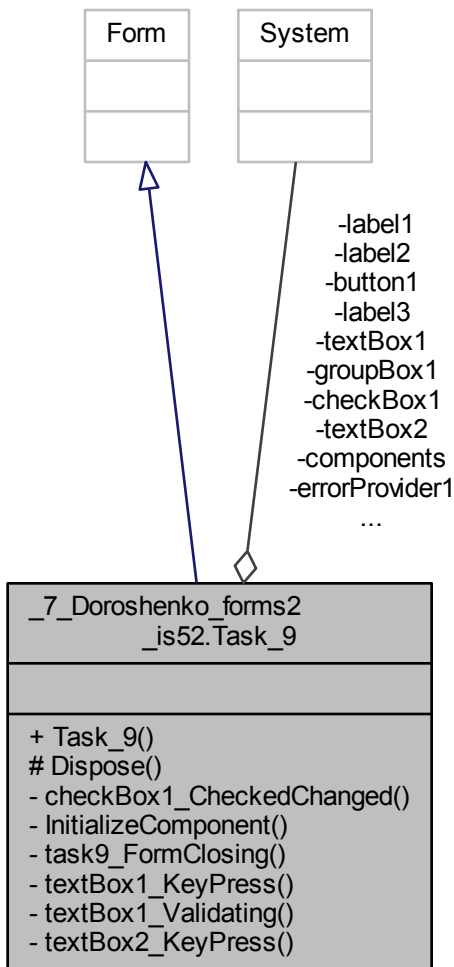 Form
System
-label1
-label2
-button1
-label3
-textBox1
-groupBox1
-checkBox1
-textBox2
-components
-errorProvider1
...
_7_Doroshenko_forms2
_is52.Task_9
+ Task_9()
# Dispose()
- checkBox1_CheckedChanged()
- InitializeComponent()
- task9_FormClosing()
- textBox1_KeyPress()
- textBox1_Validating()
- textBox2_KeyPress()